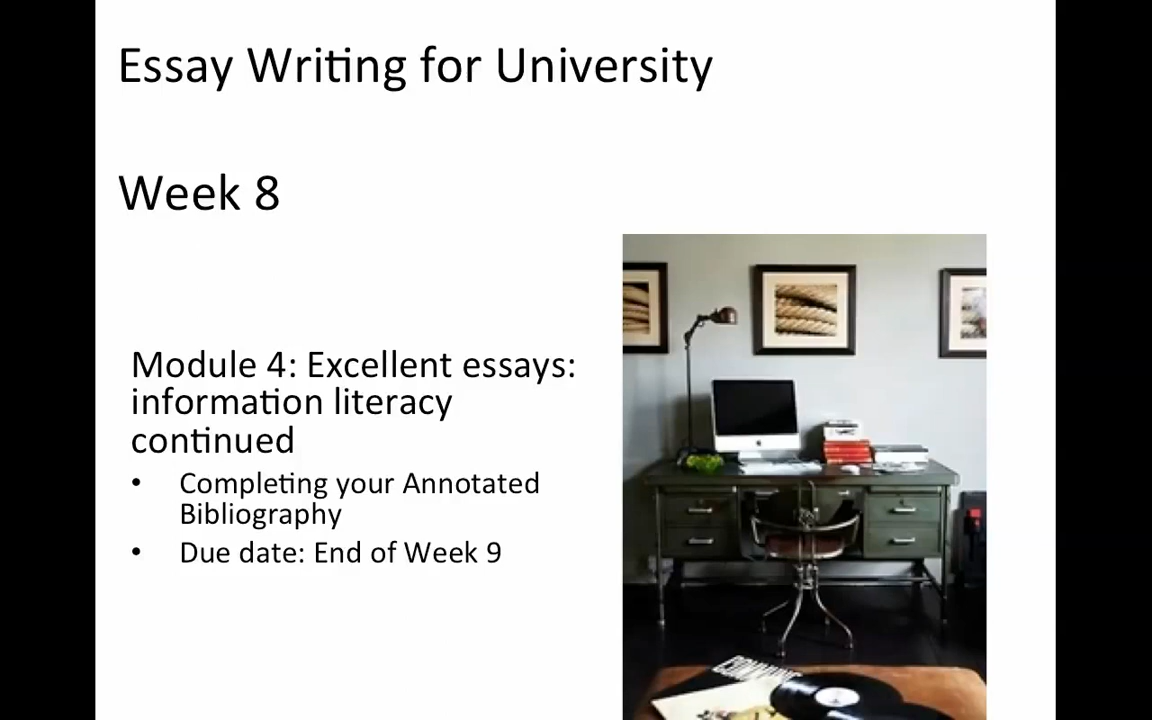 Essay Writing for University
Week 8
Module 4: Excellent essays:
information literacy
continued
• Completing your Annotated
Bibliography
• Due date: End of Week 9